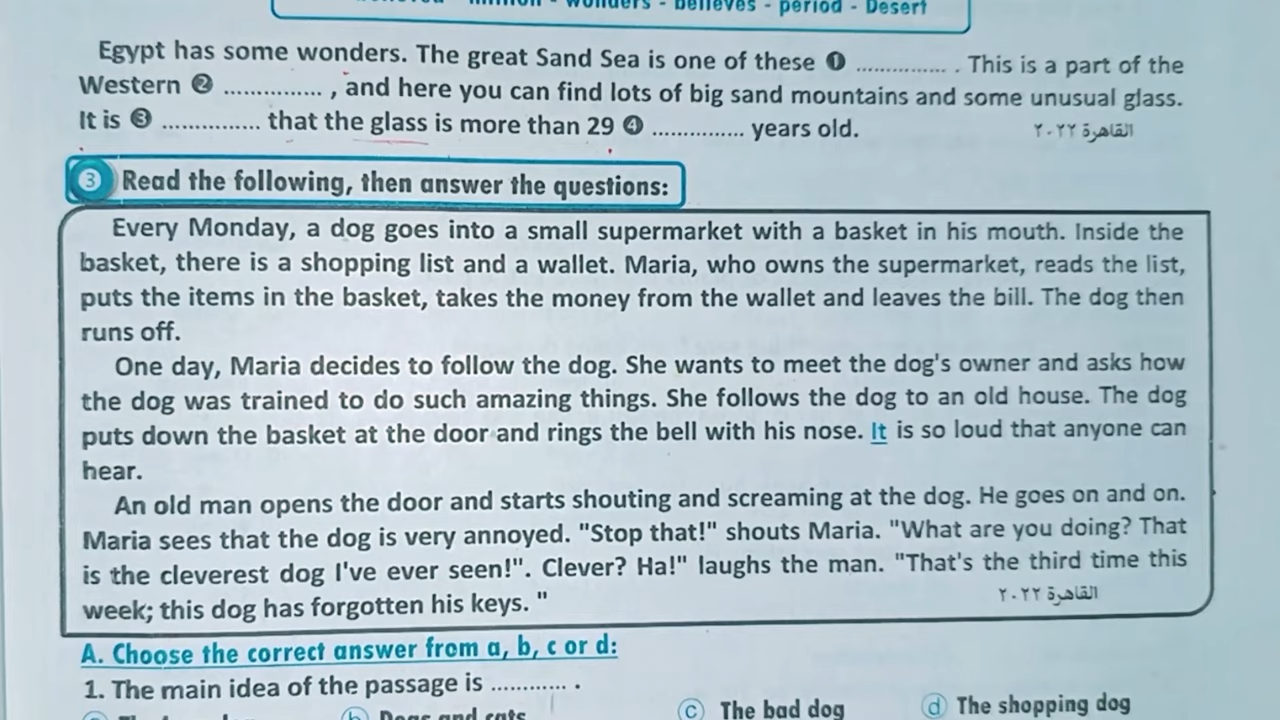 believed - million - wonders - believes - period - Desert
Egypt has some wonders. The great Sand Sea is one of these ❶ ............... . This is a part of the
Western ❷ .............. , and here you can find lots of big sand mountains and some unusual glass.
It is ❸ ............... that the glass is more than 29 ❹ .............. years old.
القاهرة ٢٠٢٢
3 Read the following, then answer the questions:
Every Monday, a dog goes into a small supermarket with a basket in his mouth. Inside the
basket, there is a shopping list and a wallet. Maria, who owns the supermarket, reads the list,
puts the items in the basket, takes the money from the wallet and leaves the bill. The dog then
runs off.
One day, Maria decides to follow the dog. She wants to meet the dog's owner and asks how
the dog was trained to do such amazing things. She follows the dog to an old house. The dog
puts down the basket at the door and rings the bell with his nose. It is so loud that anyone can
hear.
An old man opens the door and starts shouting and screaming at the dog. He goes on and on.
Maria sees that the dog is very annoyed. "Stop that!" shouts Maria. "What are you doing? That
is the cleverest dog I've ever seen!". Clever? Ha!" laughs the man. "That's the third time this
week; this dog has forgotten his keys. "
القاهرة ٢٠٢٢
A. Choose the correct answer from a, b, c or d:
1. The main idea of the passage is ............ .
b Dogs and cats c The bad dog d The shopping dog